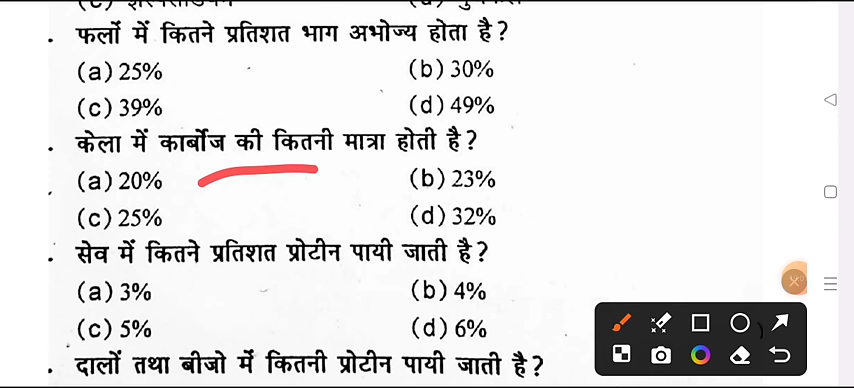 . फलों में कितने प्रतिशत भाग अभोज्य होता है?
(a) 25% (b) 30%
(c) 39% (d) 49%
. केला में कार्बोज की कितनी मात्रा होती है?
(a) 20% (b) 23%
(c) 25% (d) 32%
. सेव में कितने प्रतिशत प्रोटीन पायी जाती है?
(a) 3% (b) 4%
(c) 5% (d) 6%
. दालों तथा बीजो में कितनी प्रोटीन पायी जाती है?